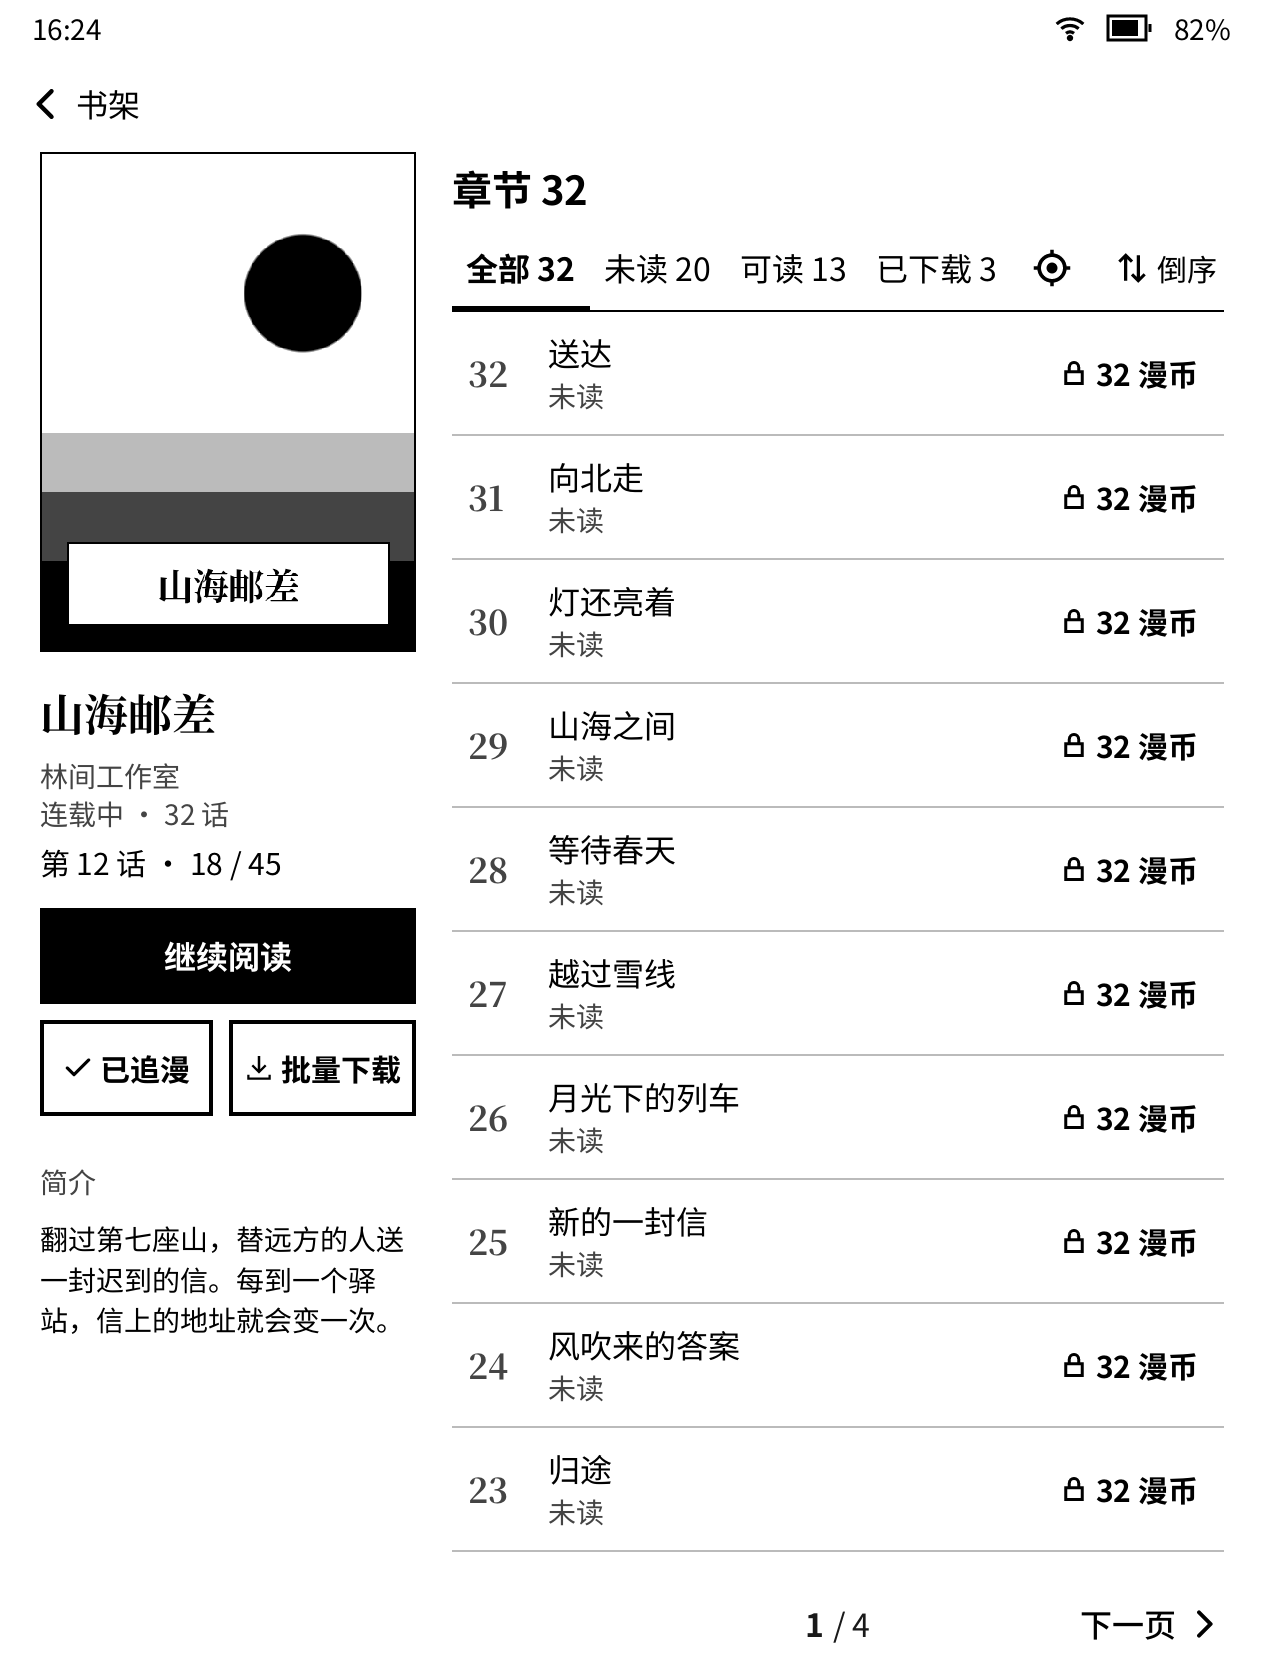 16:24
82%
书架
山海邮差
山海邮差
林间工作室
连载中 · 32 话
第 12 话 · 18 / 45
继续阅读
已追漫
批量下载
简介
翻过第七座山，替远方的人送
一封迟到的信。每到一个驿
站，信上的地址就会变一次。
章节 32
全部 32
未读 20
可读 13
已下载 3
倒序
32 送达 32 漫币
未读
31 向北走 32 漫币
未读
30 灯还亮着 32 漫币
未读
29 山海之间 32 漫币
未读
28 等待春天 32 漫币
未读
27 越过雪线 32 漫币
未读
26 月光下的列车 32 漫币
未读
25 新的一封信 32 漫币
未读
24 风吹来的答案 32 漫币
未读
23 归途 32 漫币
未读
1 / 4
下一页